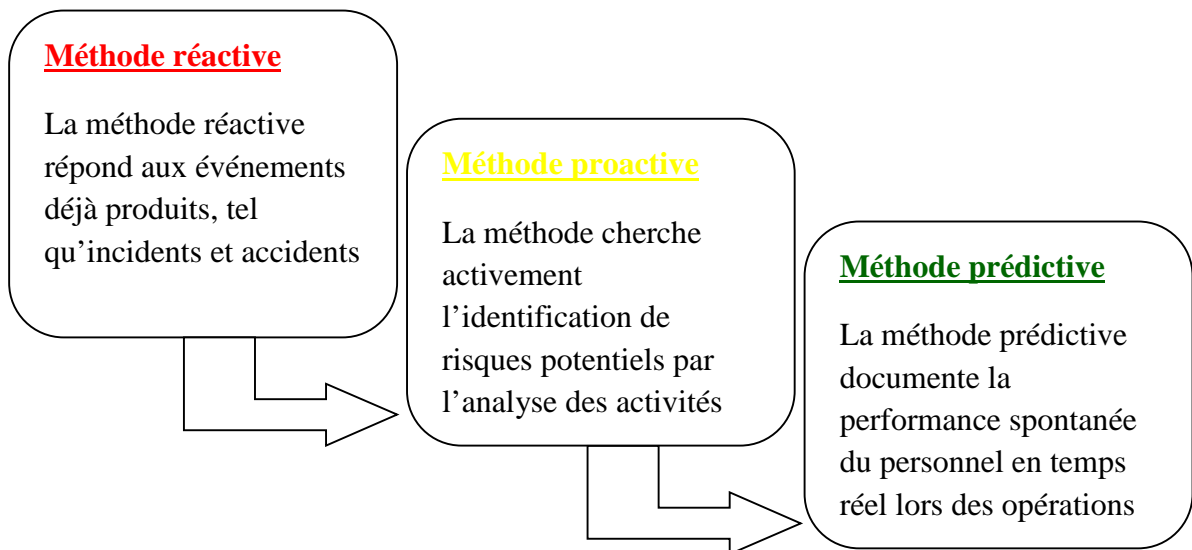 Méthode réactive
La méthode réactive
répond aux événements
déjà produits, tel
qu’incidents et accidents
Méthode proactive
La méthode cherche
activement
l’identification de
risques potentiels par
l’analyse des activités
Méthode prédictive
La méthode prédictive
documente la
performance spontanée
du personnel en temps
réel lors des opérations